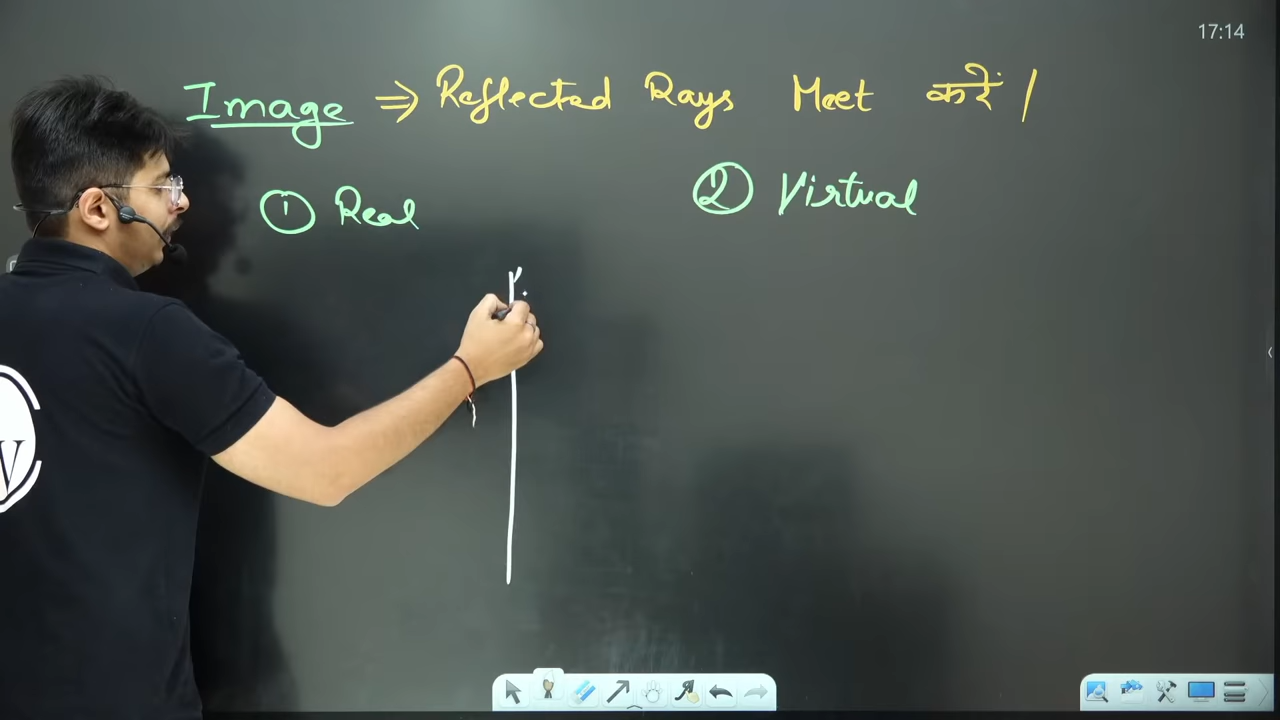 17:14
Image ⇒ Reflected Rays Meet करें।
① Real
② Virtual